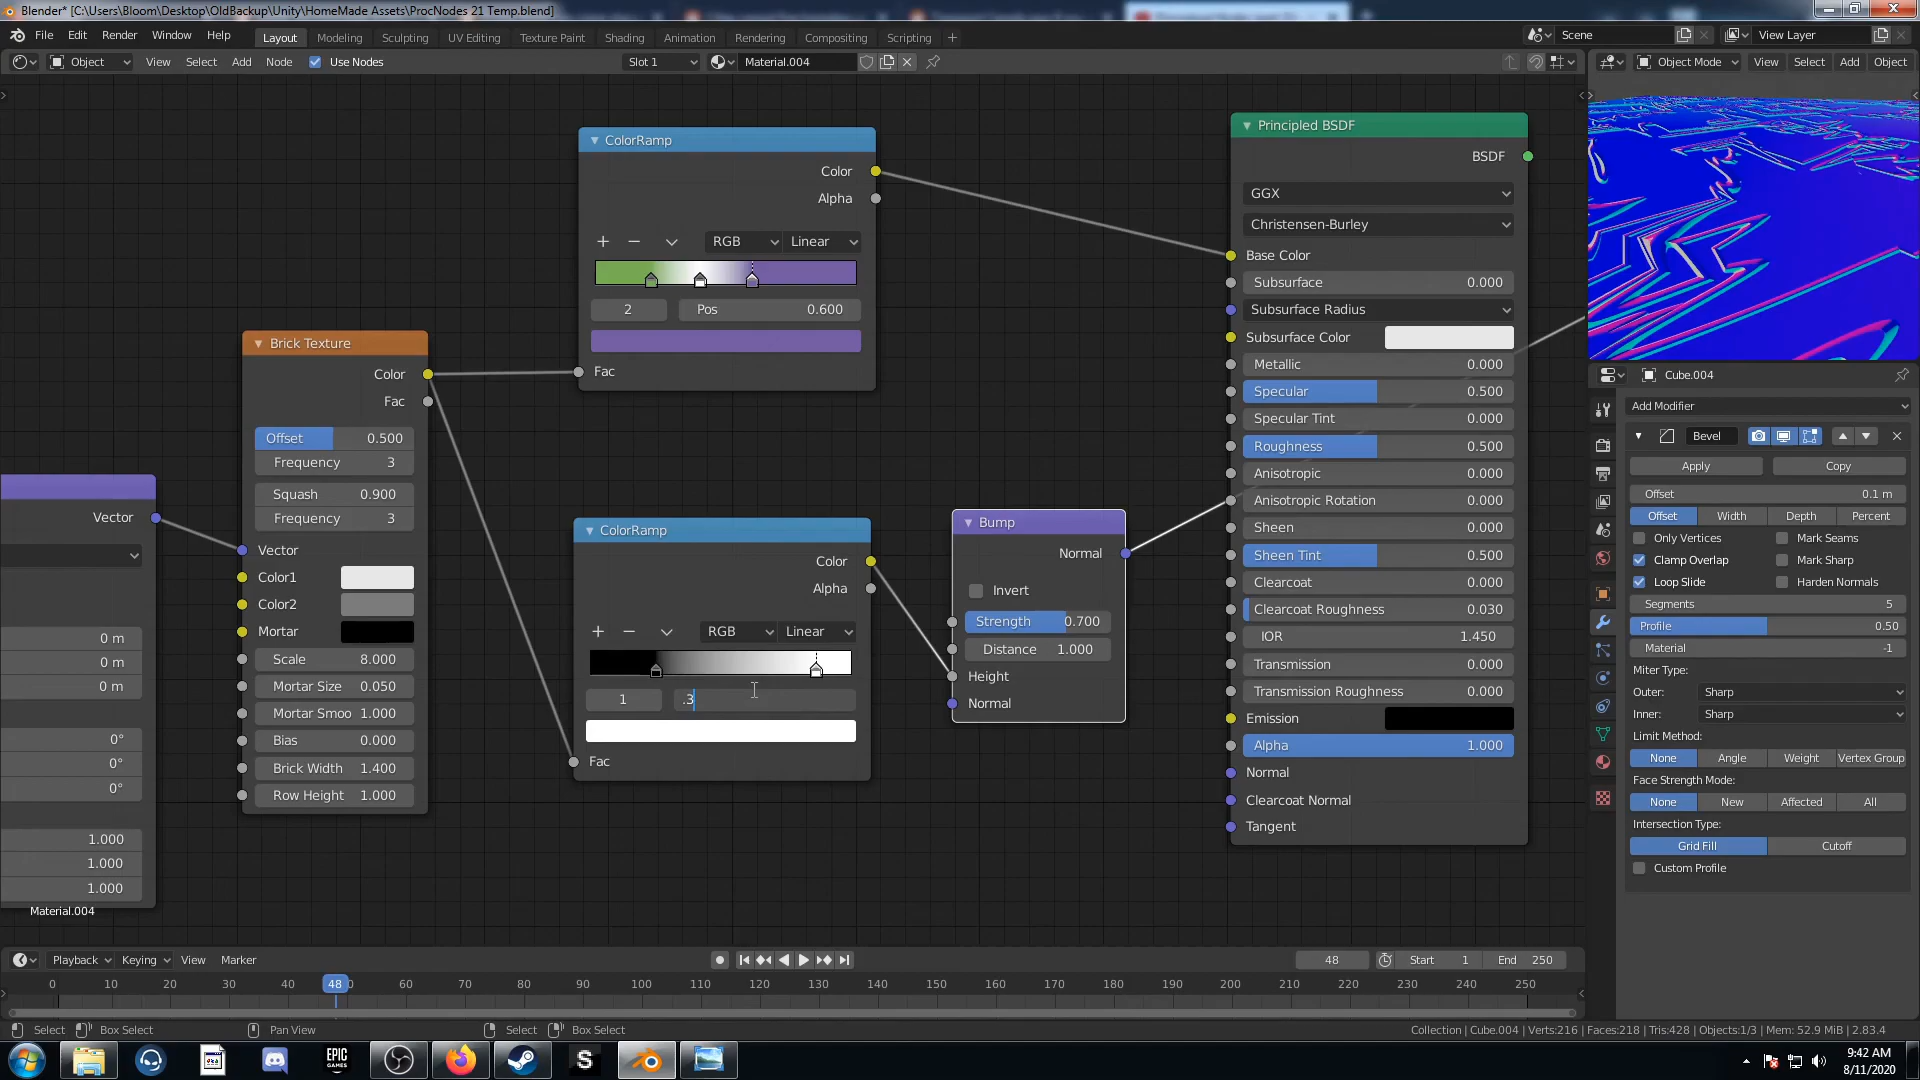 Blender* [C:\Users\Bloom\Desktop\OldBackup\Unity\HomeMade Assets\ProcNodes 21 Temp.blend]
File Edit Render Window Help Layout Modeling Sculpting UV Editing Texture Paint Shading Animation Rendering Compositing Scripting + Scene View Layer
Object View Select Add Node Use Nodes Slot 1 Material.004 Object Mode View Select Add Object
ColorRamp
Color
Alpha
RGB Linear
2 Pos 0.600
Fac
Principled BSDF
BSDF
GGX
Christensen-Burley
Base Color
Subsurface 0.000
Subsurface Radius
Subsurface Color
Metallic 0.000
Specular 0.500
Specular Tint 0.000
Roughness 0.500
Anisotropic 0.000
Anisotropic Rotation 0.000
Sheen 0.000
Sheen Tint 0.500
Clearcoat 0.000
Clearcoat Roughness 0.030
IOR 1.450
Transmission 0.000
Transmission Roughness 0.000
Emission
Alpha 1.000
Normal
Clearcoat Normal
Tangent
Brick Texture
Color
Fac
Offset 0.500
Frequency 3
Squash 0.900
Frequency 3
Vector
Color1
Color2
Mortar
Scale 8.000
Mortar Size 0.050
Mortar Smoo 1.000
Bias 0.000
Brick Width 1.400
Row Height 1.000
Vector
0 m
0 m
0 m
0°
0°
0°
1.000
1.000
1.000
Material.004
ColorRamp
Color
Alpha
RGB Linear
1 .3
Fac
Bump
Normal
Invert
Strength 0.700
Distance 1.000
Height
Normal
Cube.004
Add Modifier
Bevel
Apply Copy
Offset 0.1 m
Offset Width Depth Percent
Only Vertices Mark Seams
Clamp Overlap Mark Sharp
Loop Slide Harden Normals
Segments 5
Profile 0.50
Material -1
Miter Type:
Outer: Sharp
Inner: Sharp
Limit Method:
None Angle Weight Vertex Group
Face Strength Mode:
None New Affected All
Intersection Type:
Grid Fill Cutoff
Custom Profile
Playback Keying View Marker 48 Start 1 End 250
0 10 20 30 40 48 0 60 70 80 90 100 110 120 130 140 150 160 170 180 190 200 210 220 230 240 250
Select Box Select Pan View Select Box Select Collection | Cube.004 | Verts:216 | Faces:218 | Tris:428 | Objects:1/3 | Mem: 52.9 MiB | 2.83.4
EPIC
GAMES
S
9:42 AM
8/11/2020